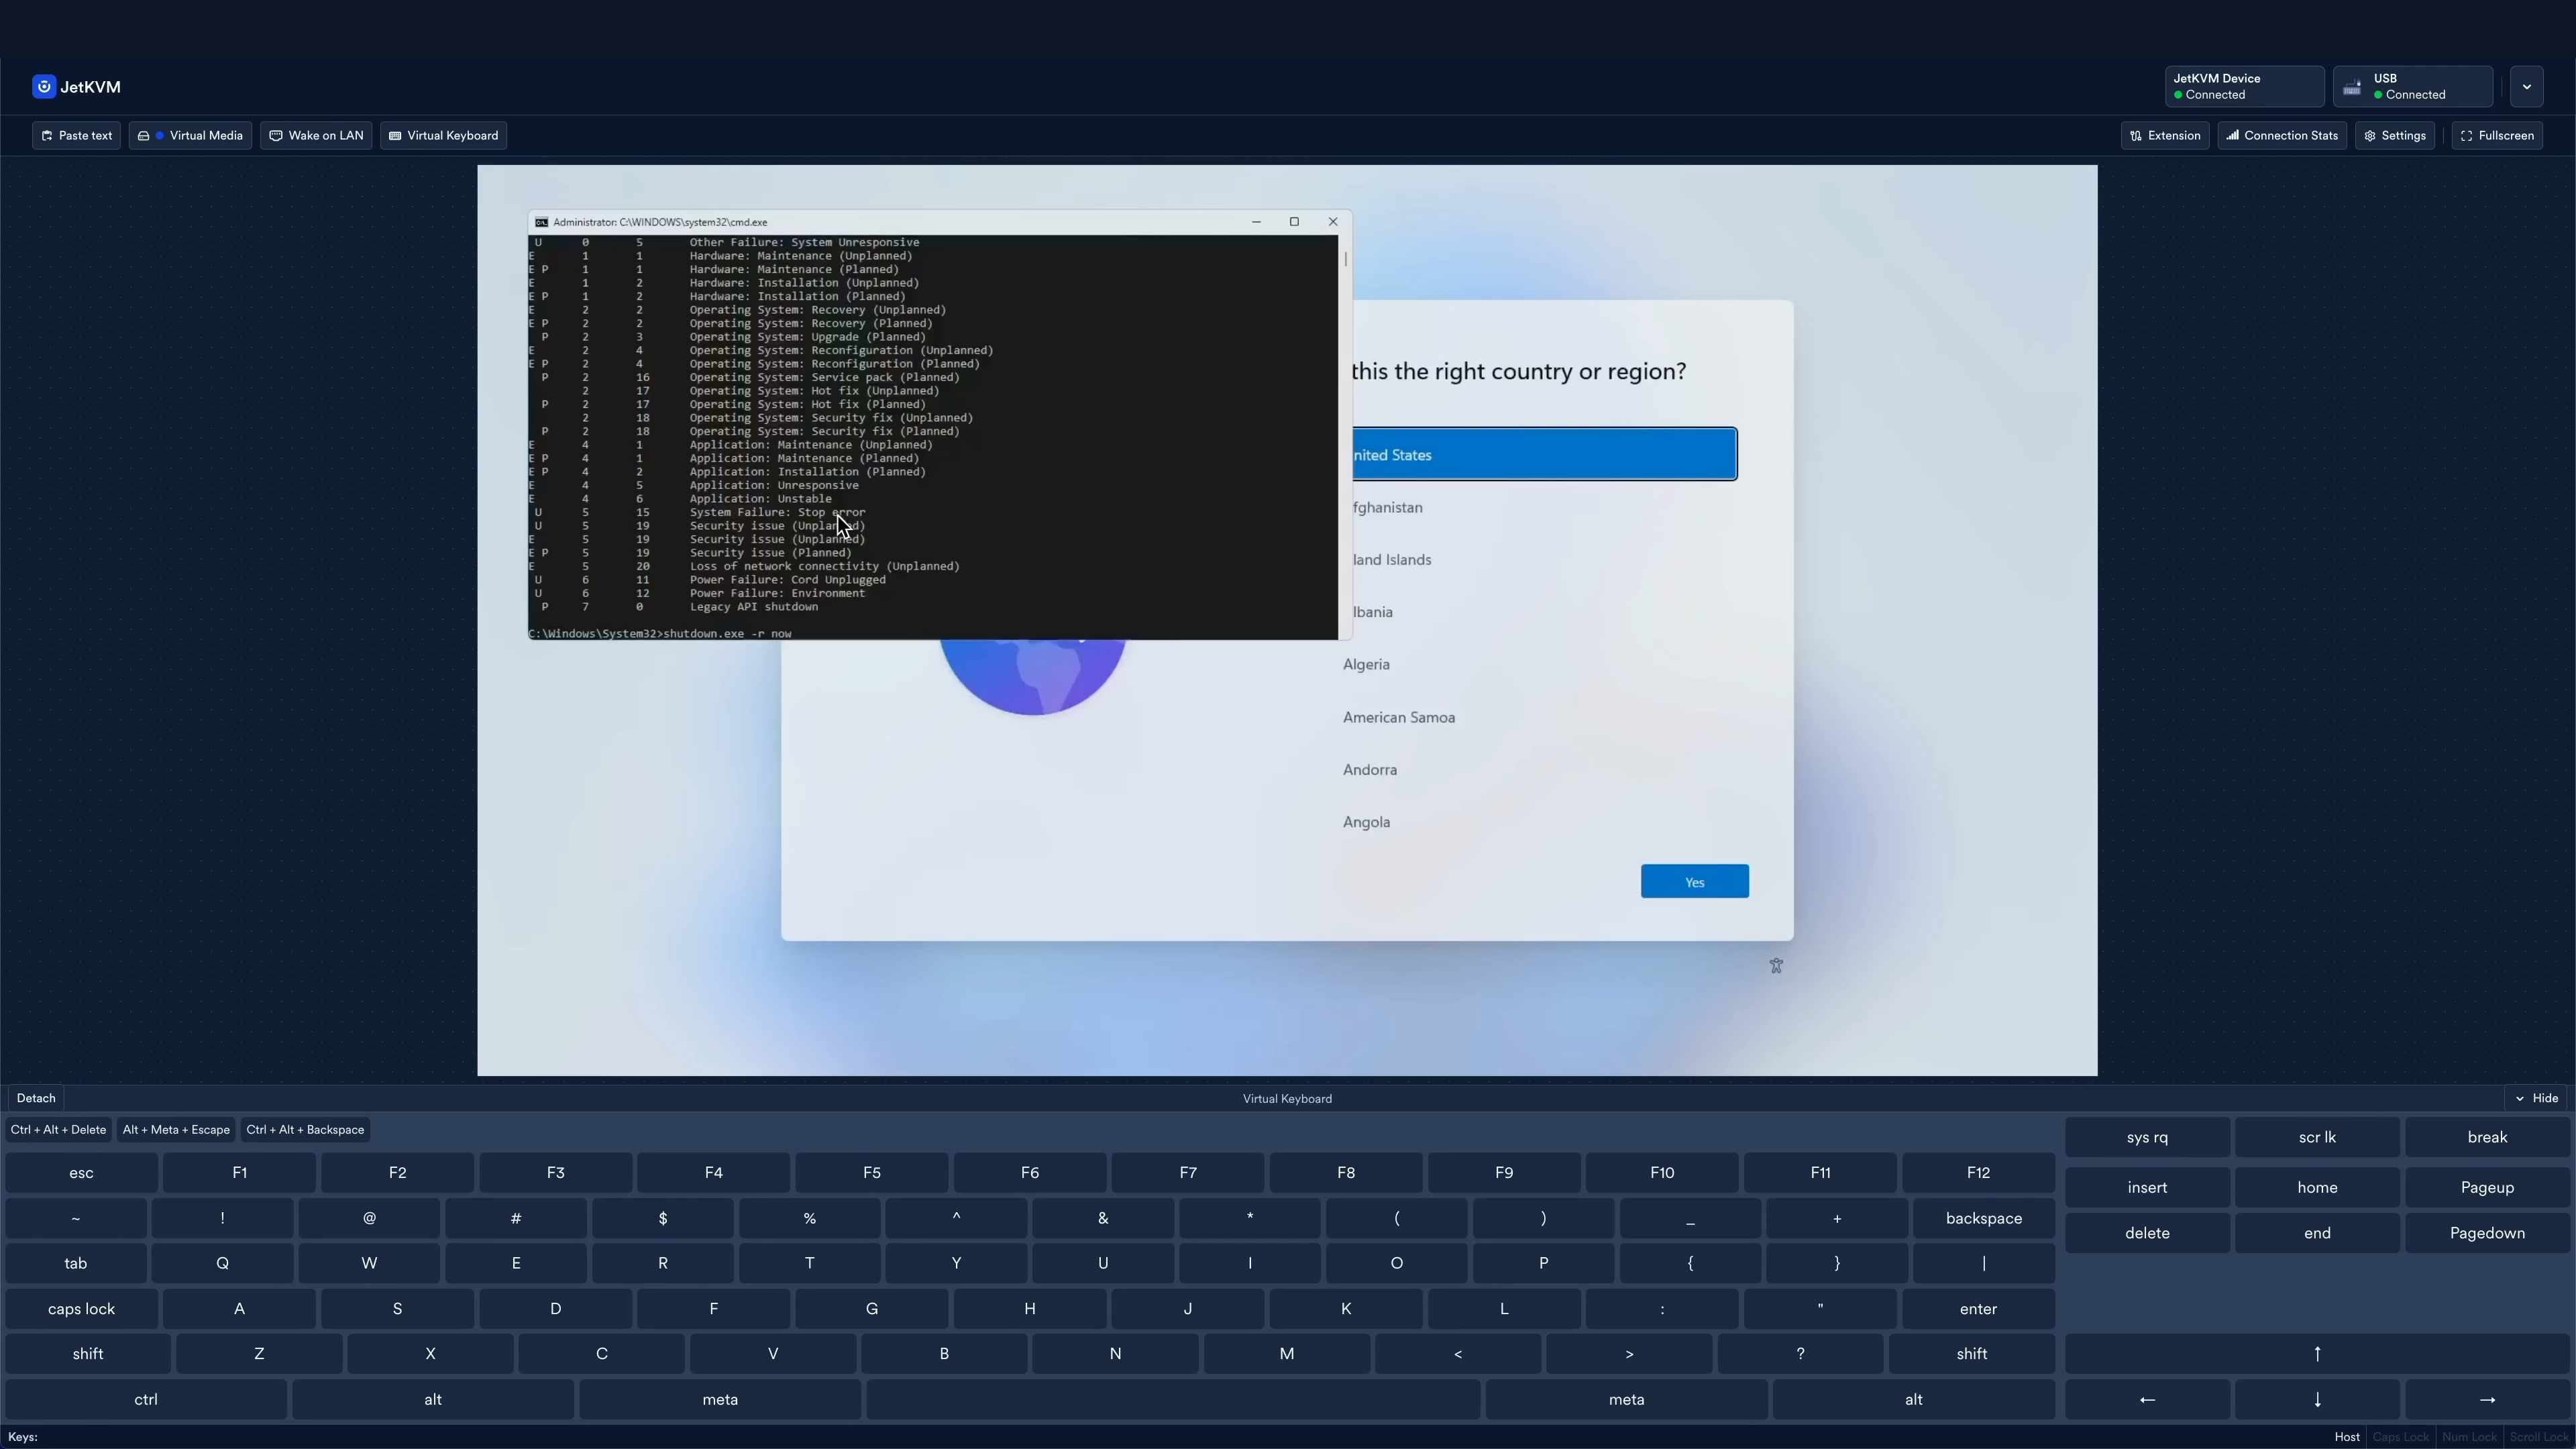 JetKVM
JetKVM Device
Connected
USB
Connected
Paste text
Virtual Media
Wake on LAN
Virtual Keyboard
Extension
Connection Stats
Settings
Fullscreen
Administrator: C:\WINDOWS\system32\cmd.exe
U 0 5 Other Failure: System Unresponsive
E 1 1 Hardware: Maintenance (Unplanned)
E P 1 1 Hardware: Maintenance (Planned)
E 1 2 Hardware: Installation (Unplanned)
E P 1 2 Hardware: Installation (Planned)
E 2 2 Operating System: Recovery (Unplanned)
E P 2 2 Operating System: Recovery (Planned)
P 2 3 Operating System: Upgrade (Planned)
E 2 4 Operating System: Reconfiguration (Unplanned)
E P 2 4 Operating System: Reconfiguration (Planned)
P 2 16 Operating System: Service pack (Planned)
2 17 Operating System: Hot fix (Unplanned)
P 2 17 Operating System: Hot fix (Planned)
2 18 Operating System: Security fix (Unplanned)
P 2 18 Operating System: Security fix (Planned)
E 4 1 Application: Maintenance (Unplanned)
E P 4 1 Application: Maintenance (Planned)
E P 4 2 Application: Installation (Planned)
E 4 5 Application: Unresponsive
E 4 6 Application: Unstable
U 5 15 System Failure: Stop error
U 5 19 Security issue (Unplanned)
E 5 19 Security issue (Unplanned)
E P 5 19 Security issue (Planned)
E 5 20 Loss of network connectivity (Unplanned)
U 6 11 Power Failure: Cord Unplugged
U 6 12 Power Failure: Environment
P 7 0 Legacy API shutdown
C:\Windows\System32>shutdown.exe -r now
this the right country or region?
nited States
fghanistan
land Islands
lbania
Algeria
American Samoa
Andorra
Angola
Yes
Detach
Virtual Keyboard
Hide
Ctrl + Alt + Delete
Alt + Meta + Escape
Ctrl + Alt + Backspace
sys rq scr lk break
esc F1 F2 F3 F4 F5 F6 F7 F8 F9 F10 F11 F12
insert home Pageup
~ ! @ # $ % ^ & * ( ) _ + backspace
delete end Pagedown
tab Q W E R T Y U I O P { } |
caps lock A S D F G H J K L : " enter
shift Z X C V B N M < > ? shift ↑
ctrl alt meta meta alt ← ↓ →
Keys:
Host Caps Lock Num Lock Scroll Lock